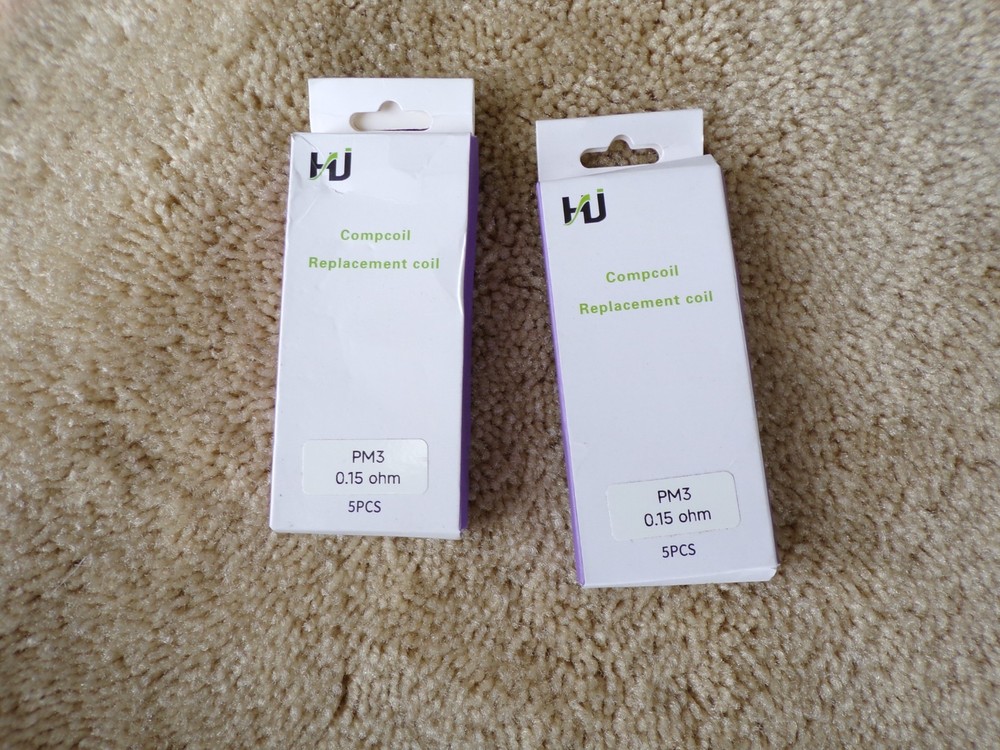 HJ
Compcoil
Replacement coil
PM3
0.15 ohm
5PCS
HJ
Compcoil
Replacement coil
PM3
0.15 ohm
5PCS